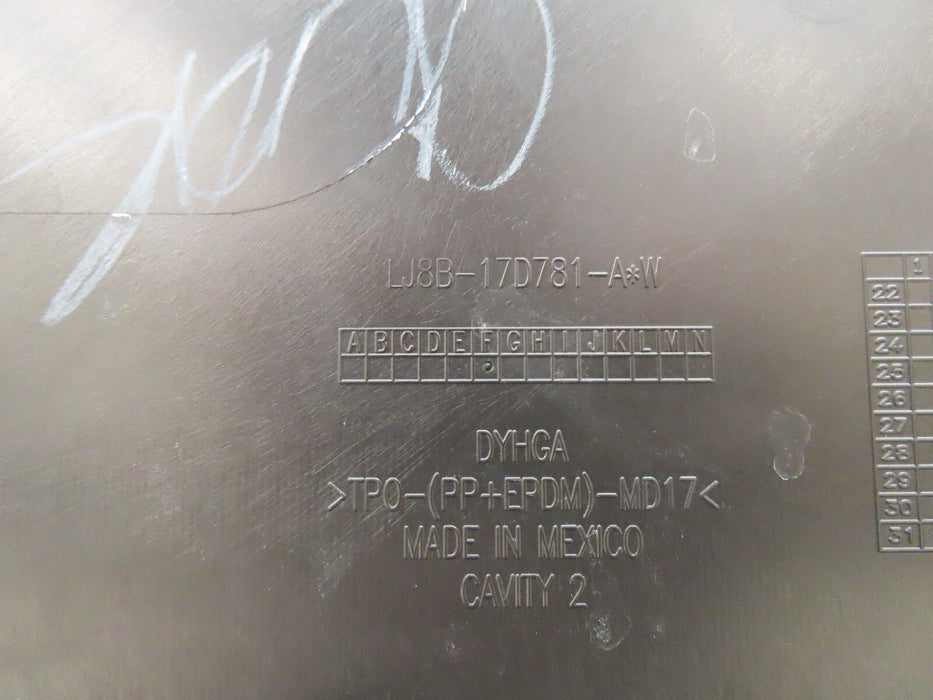 LJ8B-17D781-A*W
A B C D E F G H I J K L M N
DYHGA
>TPO-(PP+EPDM)-MD17<
MADE IN MEXICO
CAVITY 2
1
22
23
24
25
26
27
28
29
30
31